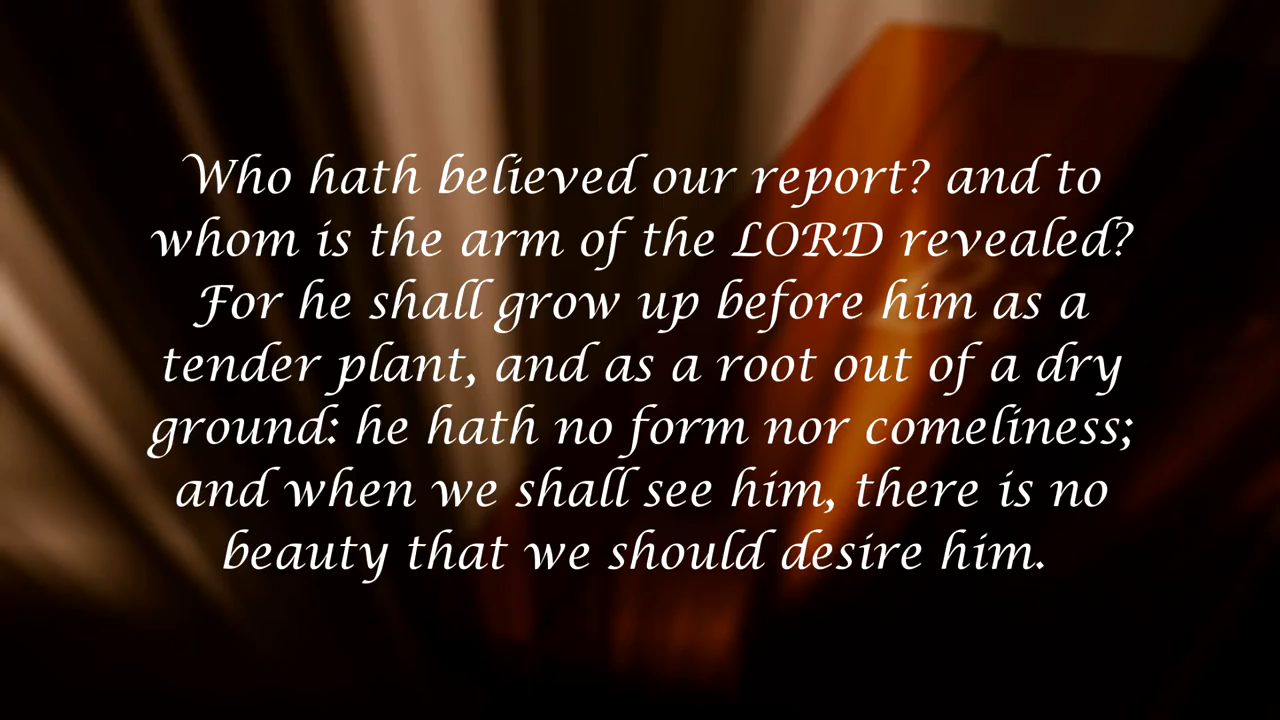 Who hath believed our report? and to
whom is the arm of the LORD revealed?
For he shall grow up before him as a
tender plant, and as a root out of a dry
ground: he hath no form nor comeliness;
and when we shall see him, there is no
beauty that we should desire him.